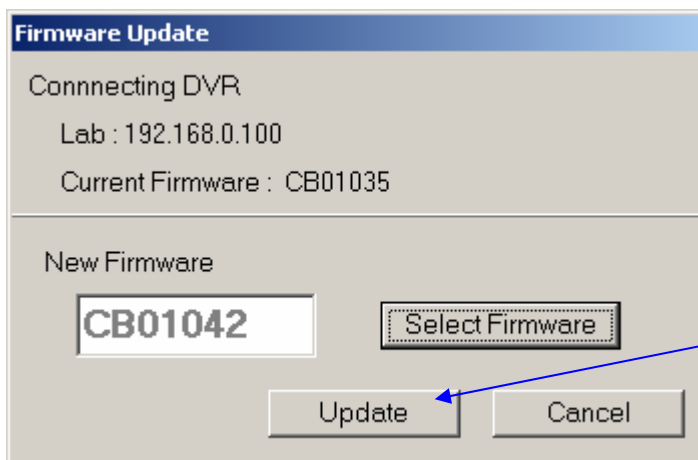 Firmware Update
Connnecting DVR
Lab : 192.168.0.100
Current Firmware : CB01035
New Firmware
CB01042 Select Firmware
Update Cancel